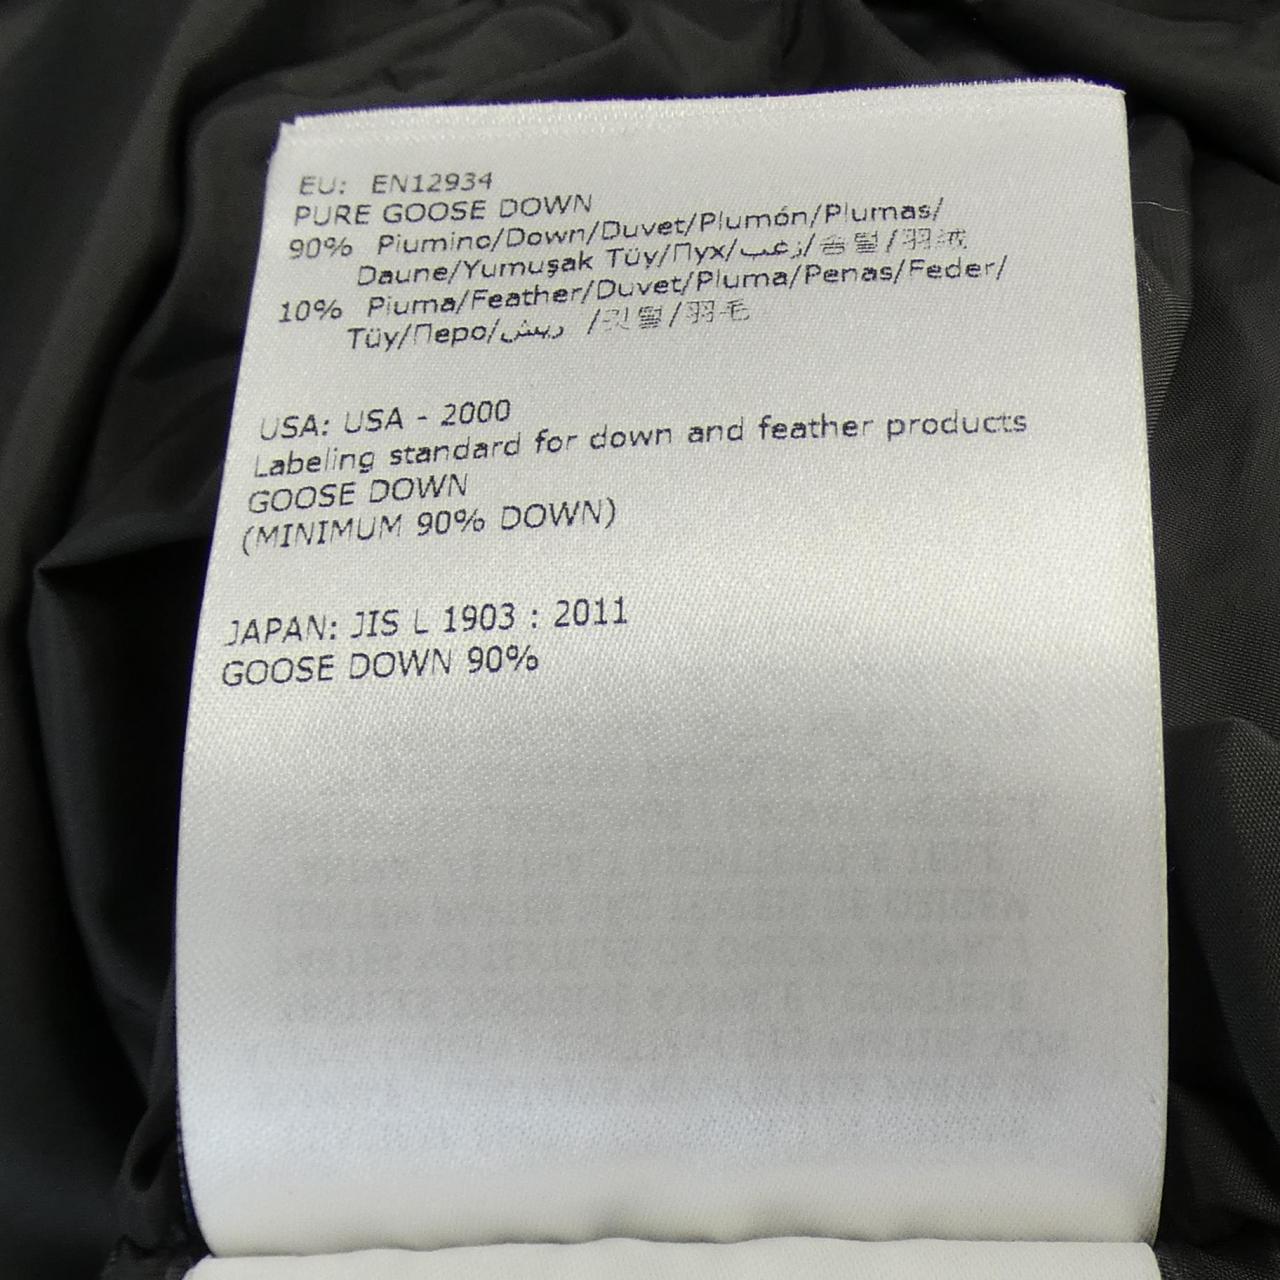 EU: EN12934
PURE GOOSE DOWN
90% Piumino/Down/Duvet/Plumón/Plumas/
Daune/Yumuşak Tüy/Пух/زغب/솜털/羽绒
10% Piuma/Feather/Duvet/Pluma/Penas/Feder/
Tüy/Перо/ريش /깃털/羽毛
USA: USA - 2000
Labeling standard for down and feather products
GOOSE DOWN
(MINIMUM 90% DOWN)
JAPAN: JIS L 1903 : 2011
GOOSE DOWN 90%